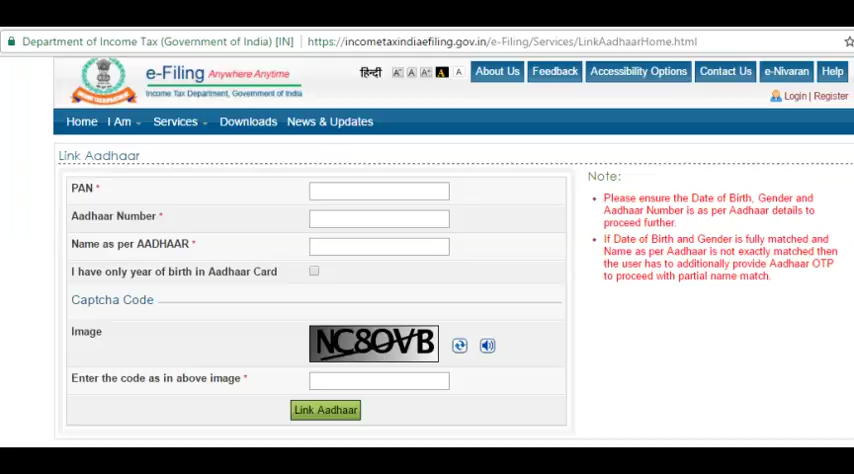 Department of Income Tax (Government of India) [IN] | https://incometaxindiaefiling.gov.in/e-Filing/Services/LinkAadhaarHome.html
e-Filing Anywhere Anytime
Income Tax Department, Government of India
हिन्दी A- A A+ A A
About Us Feedback Accessibility Options Contact Us e-Nivaran Help
Login | Register
Home I Am Services Downloads News & Updates
Link Aadhaar
PAN *
Aadhaar Number *
Name as per AADHAAR *
I have only year of birth in Aadhaar Card
Captcha Code
Image NC8OVB
Enter the code as in above image *
Link Aadhaar
Note:
• Please ensure the Date of Birth, Gender and
Aadhaar Number is as per Aadhaar details to
proceed further.
• If Date of Birth and Gender is fully matched and
Name as per Aadhaar is not exactly matched then
the user has to additionally provide Aadhaar OTP
to proceed with partial name match.